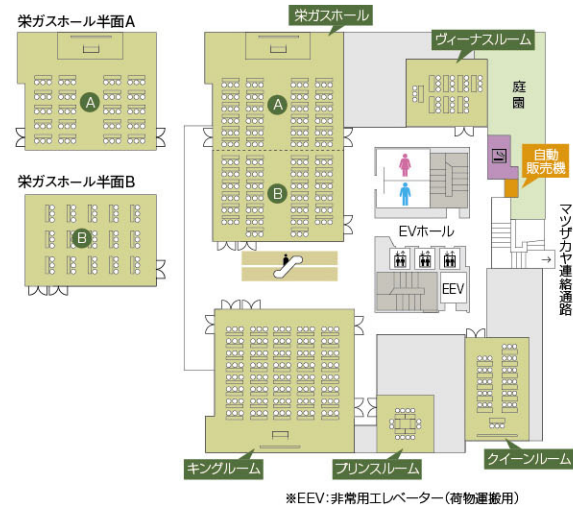 栄ガスホール半面A
A
栄ガスホール半面B
B
栄ガスホール
A
B
ヴィーナスルーム
庭園
自動
販売機
マツザカヤ連絡通路
EVホール
EEV
キングルーム
プリンスルーム
クイーンルーム
※EEV:非常用エレベーター(荷物運搬用)